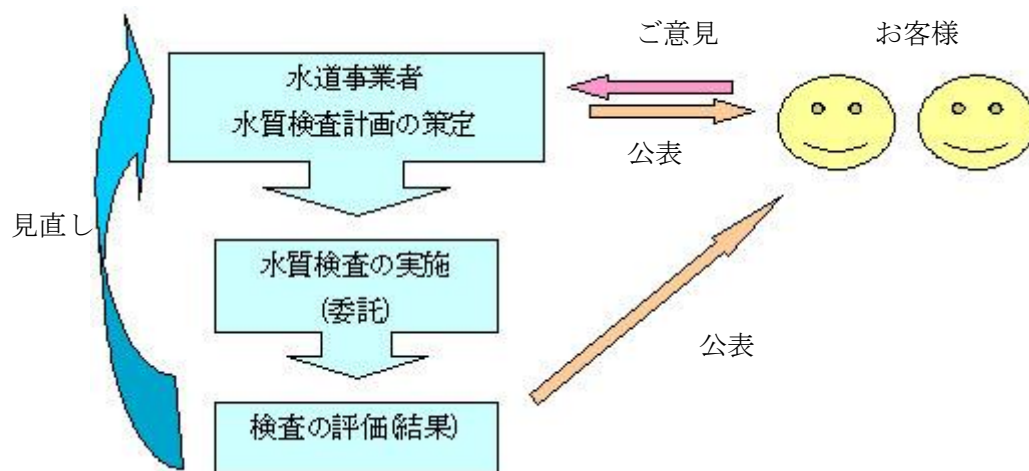 ご意見
お客様
水道事業者
水質検査計画の策定
公表
見直し
水質検査の実施
(委託)
公表
検査の評価(結果)